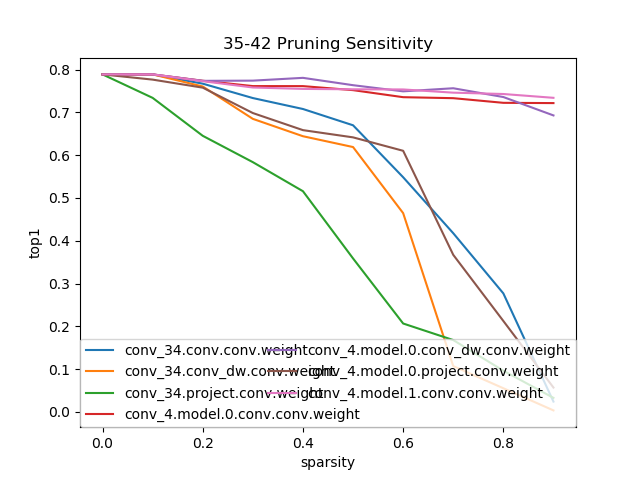 35-42 Pruning Sensitivity
0.8
0.7
0.6
0.5
0.4
0.3
0.2
0.1
0.0
top1
conv_34.conv.conv.weight
conv_34.conv_dw.conv.weight
conv_34.project.conv.weight
conv_4.model.0.conv.conv.weight
conv_4.model.0.conv_dw.conv.weight
conv_4.model.0.project.conv.weight
conv_4.model.1.conv.conv.weight
0.0 0.2 0.4 0.6 0.8
sparsity